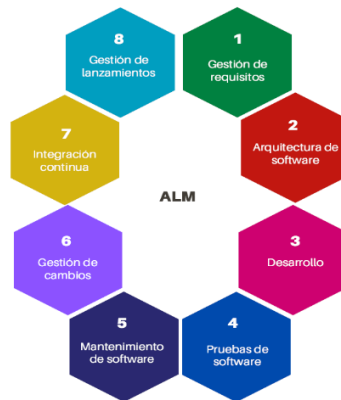 8
Gestión de
lanzamientos
1
Gestión de
requisitos
7
Integración
continua
2
Arquitectura de
software
ALM
6
Gestión de
cambios
3
Desarrollo
5
Mantenimiento
de software
4
Pruebas de
software